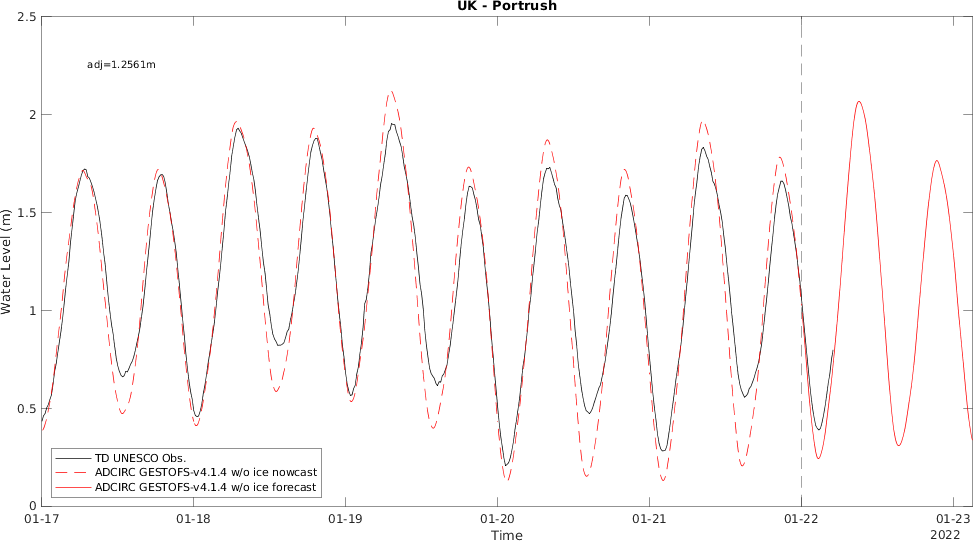 UK - Portrush
2.5
adj=1.2561m
2
1.5
Water Level (m)
1
0.5
TD UNESCO Obs.
ADCIRC GESTOFS-v4.1.4 w/o ice nowcast
ADCIRC GESTOFS-v4.1.4 w/o ice forecast
0
01-17 01-18 01-19 01-20 01-21 01-22 01-23
Time 2022